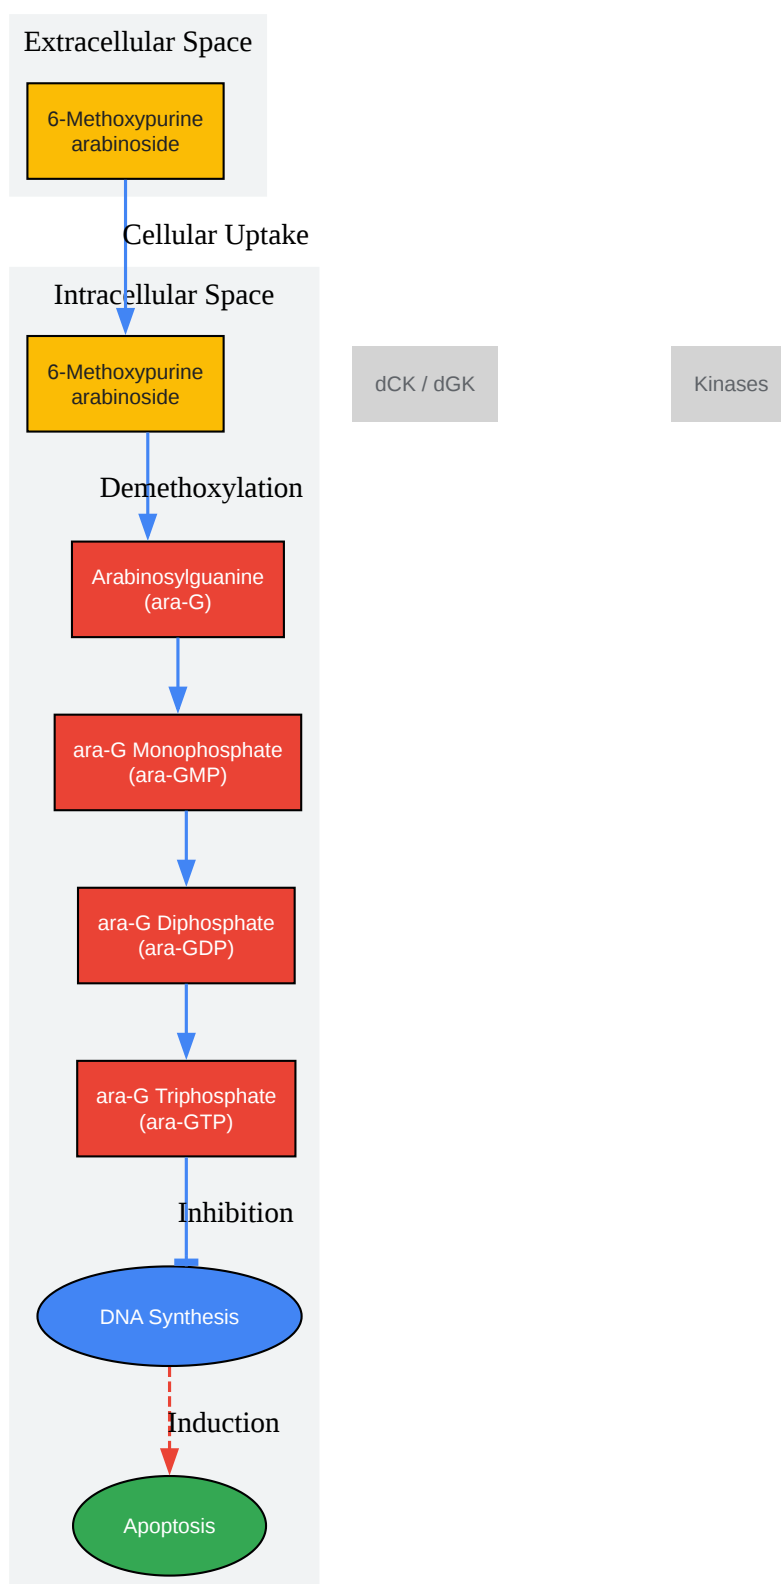 Extracellular Space
6-Methoxypurine
arabinoside
Cellular Uptake
Intracellular Space
6-Methoxypurine
arabinoside
dCK / dGK
Kinases
Demethoxylation
Arabinosylguanine
(ara-G)
ara-G Monophosphate
(ara-GMP)
ara-G Diphosphate
(ara-GDP)
ara-G Triphosphate
(ara-GTP)
Inhibition
DNA Synthesis
Induction
Apoptosis